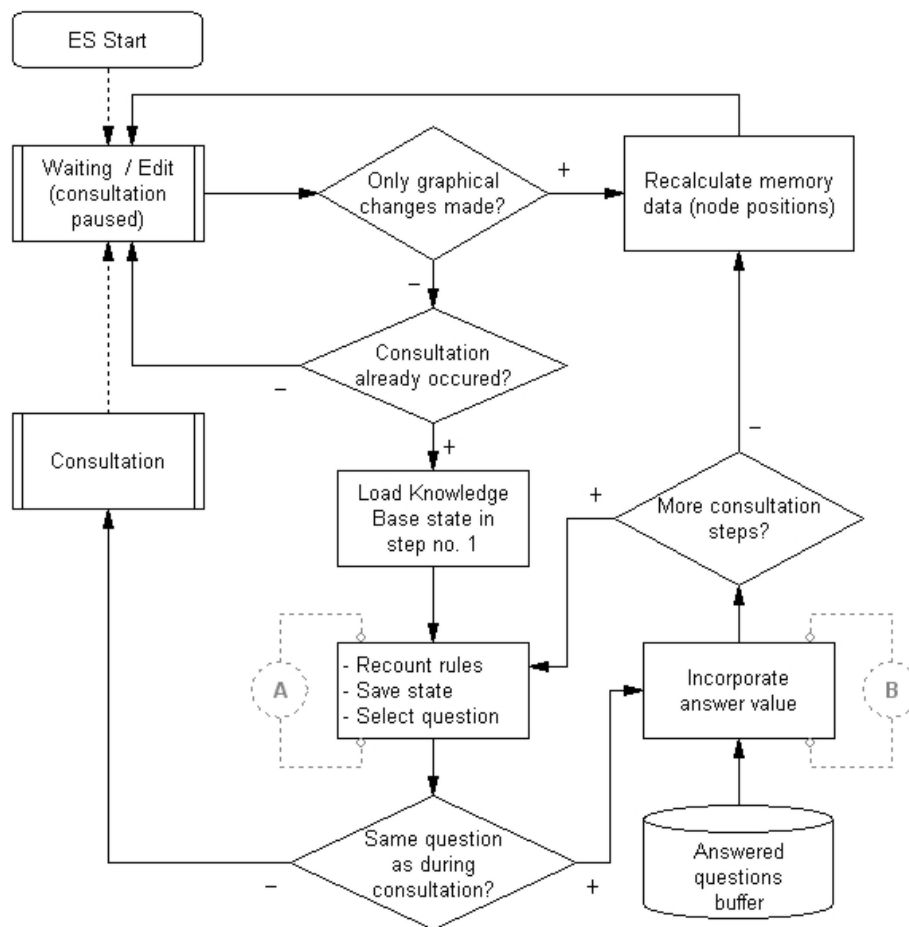 ES Start
Waiting / Edit
(consultation
paused)
Only graphical
changes made?
+
Recalculate memory
data (node positions)
–
Consultation
already occured?
–
+
Consultation
Load Knowledge
Base state in
step no. 1
More consultation
steps?
+
–
A
- Recount rules
- Save state
- Select question
Incorporate
answer value
B
Same question
as during
consultation?
–
+
Answered
questions
buffer